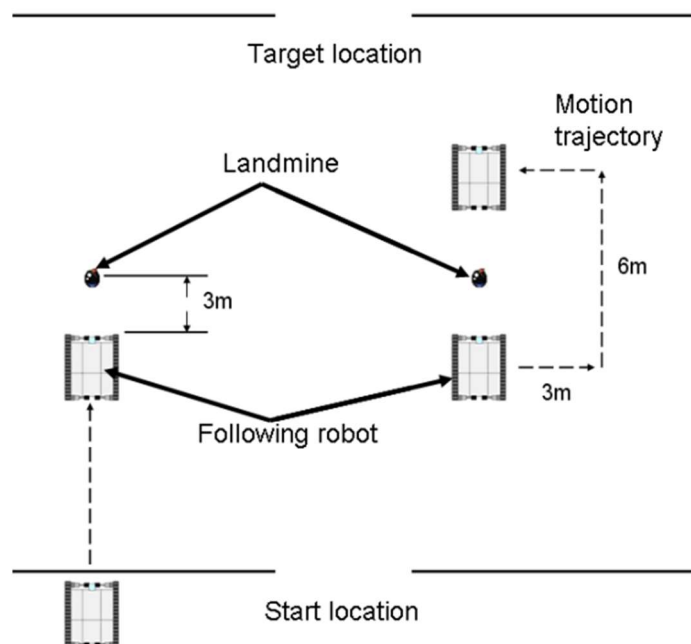 Target location
Motion
trajectory
Landmine
6m
3m
3m
Following robot
Start location